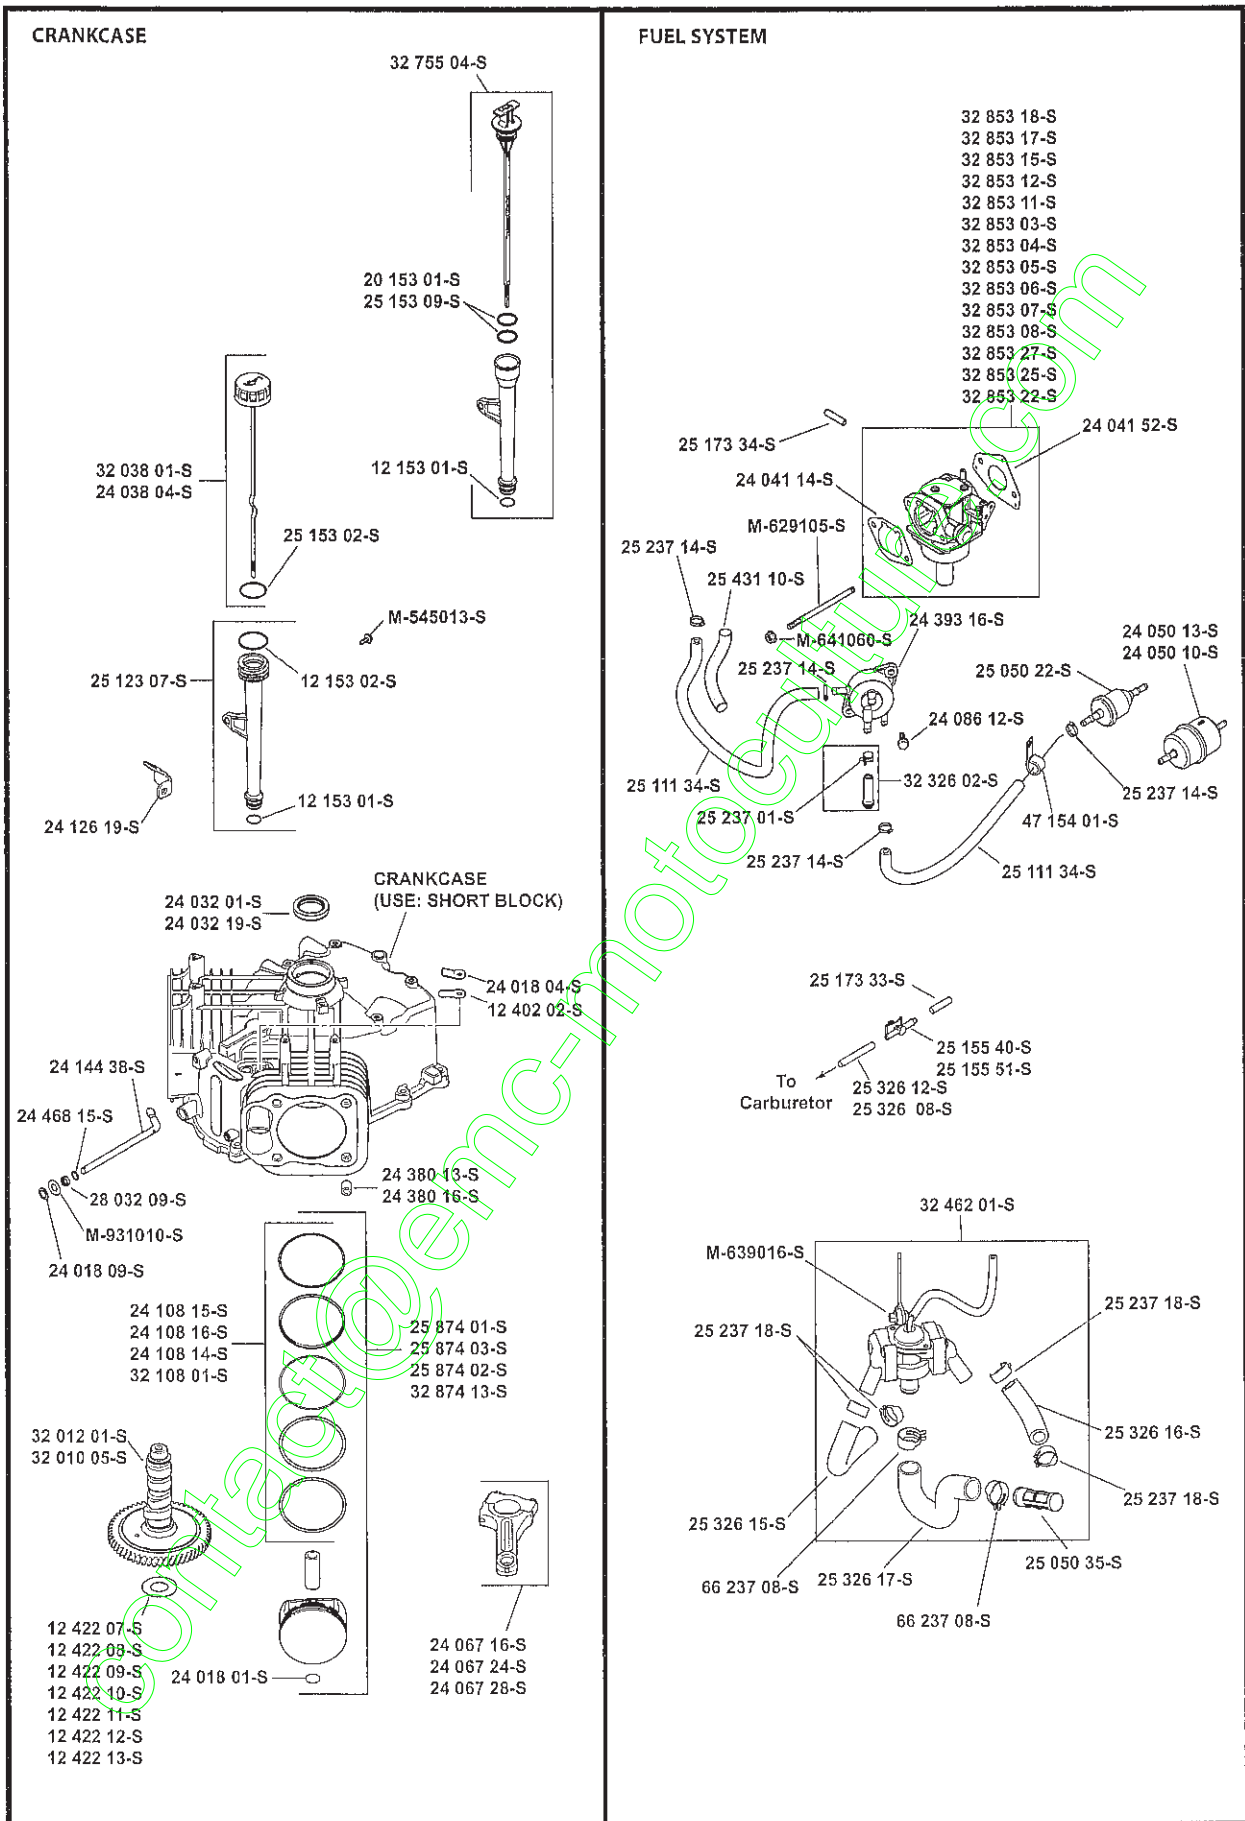 CRANKCASE
32 755 04-S
20 153 01-S
25 153 09-S
32 038 01-S
24 038 04-S
12 153 01-S
25 153 02-S
M-545013-S
25 123 07-S
12 153 02-S
24 126 19-S
12 153 01-S
CRANKCASE
(USE: SHORT BLOCK)
24 032 01-S
24 032 19-S
24 018 04-S
12 402 02-S
24 144 38-S
24 468 15-S
28 032 09-S
M-931010-S
24 018 09-S
24 380 13-S
24 380 16-S
24 108 15-S
24 108 16-S
24 108 14-S
32 108 01-S
25 874 01-S
25 874 03-S
25 874 02-S
32 874 13-S
32 012 01-S
32 010 05-S
12 422 07-S
12 422 08-S
12 422 09-S
12 422 10-S
12 422 11-S
12 422 12-S
12 422 13-S
24 018 01-S
24 067 16-S
24 067 24-S
24 067 28-S
FUEL SYSTEM
32 853 18-S
32 853 17-S
32 853 15-S
32 853 12-S
32 853 11-S
32 853 03-S
32 853 04-S
32 853 05-S
32 853 06-S
32 853 07-S
32 853 08-S
32 853 27-S
32 853 25-S
32 853 22-S
25 173 34-S
24 041 52-S
24 041 14-S
M-629105-S
25 237 14-S
25 431 10-S
24 393 16-S
M-641060-S
25 237 14-S
24 050 13-S
24 050 10-S
25 050 22-S
24 086 12-S
25 111 34-S
32 326 02-S
25 237 01-S
25 237 14-S
47 154 01-S
25 237 14-S
25 111 34-S
25 173 33-S
25 155 40-S
25 155 51-S
To
Carburetor
25 326 12-S
25 326 08-S
32 462 01-S
M-639016-S
25 237 18-S
25 237 18-S
25 326 16-S
25 237 18-S
25 326 15-S
66 237 08-S
25 326 17-S
25 050 35-S
66 237 08-S
contact@emc-motoculture.com